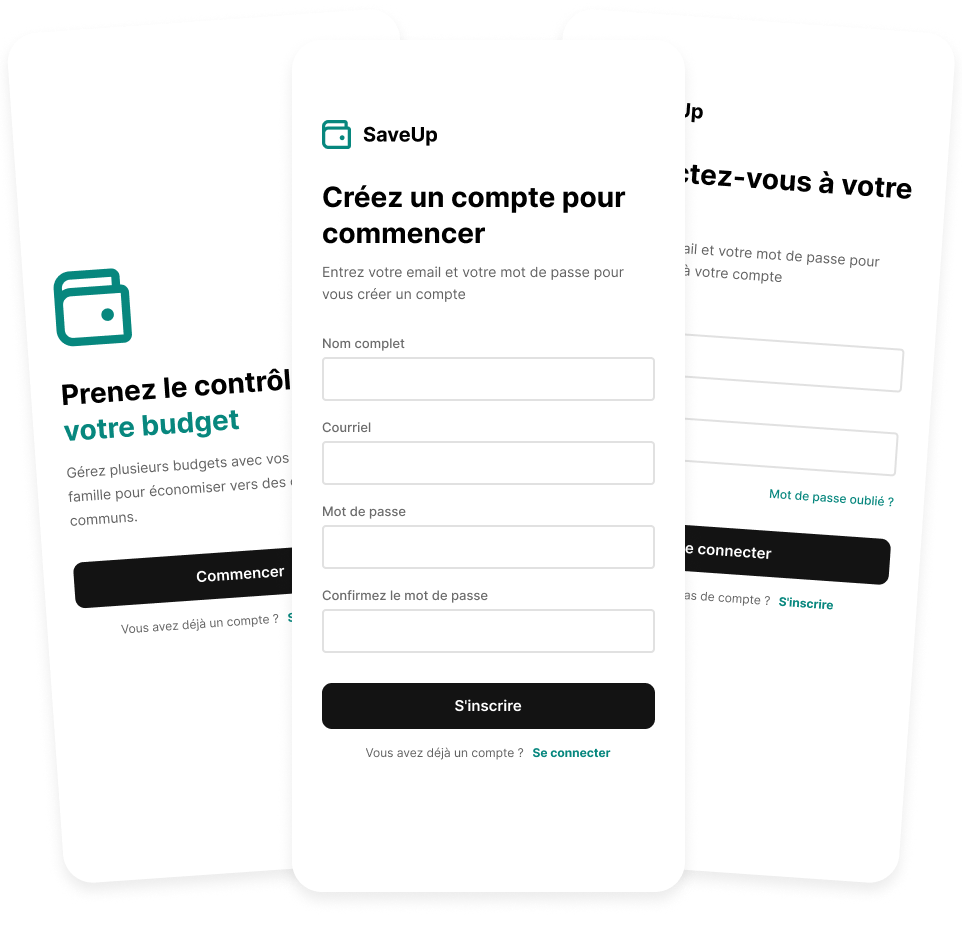 Prenez le contrôl
votre budget
Gérez plusieurs budgets avec vos
famille pour économiser vers des
communs.
Commencer
Vous avez déjà un compte ?
SaveUp
Créez un compte pour
commencer
Entrez votre email et votre mot de passe pour
vous créer un compte
Nom complet
Courriel
Mot de passe
Confirmez le mot de passe
S'inscrire
Vous avez déjà un compte ? Se connecter
Up
ctez-vous à votre
ail et votre mot de passe pour
à votre compte
Mot de passe oublié ?
e connecter
as de compte ? S'inscrire